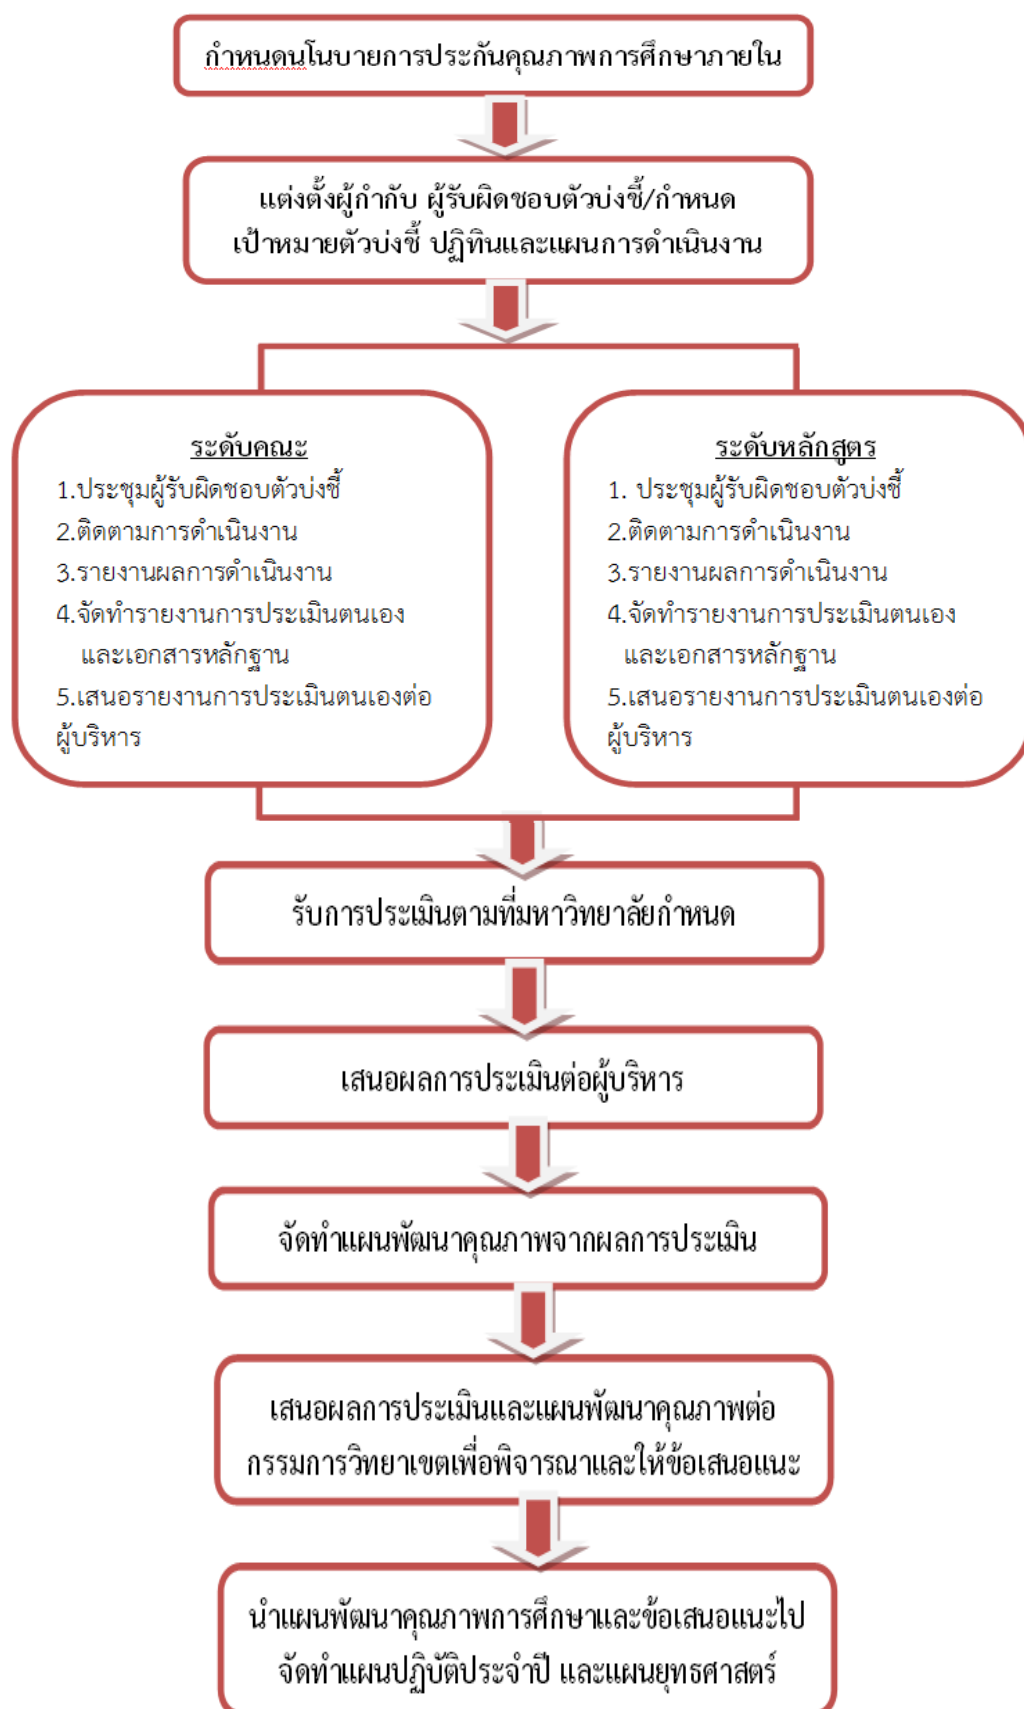 กำหนดนโนบายการประกันคุณภาพการศึกษาภายใน
แต่งตั้งผู้กำกับ ผู้รับผิดชอบตัวบ่งชี้/กำหนด
เป้าหมายตัวบ่งชี้ ปฏิทินและแผนการดำเนินงาน
ระดับคณะ
1.ประชุมผู้รับผิดชอบตัวบ่งชี้
2.ติดตามการดำเนินงาน
3.รายงานผลการดำเนินงาน
4.จัดทำรายงานการประเมินตนเอง
และเอกสารหลักฐาน
5.เสนอรายงานการประเมินตนเองต่อ
ผู้บริหาร
ระดับหลักสูตร
1. ประชุมผู้รับผิดชอบตัวบ่งชี้
2.ติดตามการดำเนินงาน
3.รายงานผลการดำเนินงาน
4.จัดทำรายงานการประเมินตนเอง
และเอกสารหลักฐาน
5.เสนอรายงานการประเมินตนเองต่อ
ผู้บริหาร
รับการประเมินตามที่มหาวิทยาลัยกำหนด
เสนอผลการประเมินต่อผู้บริหาร
จัดทำแผนพัฒนาคุณภาพจากผลการประเมิน
เสนอผลการประเมินและแผนพัฒนาคุณภาพต่อ
กรรมการวิทยาเขตเพื่อพิจารณาและให้ข้อเสนอแนะ
นำแผนพัฒนาคุณภาพการศึกษาและข้อเสนอแนะไป
จัดทำแผนปฏิบัติประจำปี และแผนยุทธศาสตร์